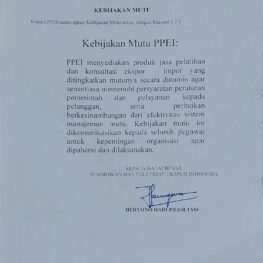 KEBIJAKAN MUTU
Kepala PPEI menetapkan Kebijakan Mutu sesuai dengan Klausul 5.2.1
Kebijakan Mutu PPEI:
PPEI menyediakan produk jasa pelatihan
dan konsultasi ekspor impor yang
ditingkatkan mutunya secara dinamis agar
senantiasa memenuhi persyaratan peraturan
pemerintah dan pelayanan kepada
pelanggan, seria perbaikan
berkesinambungan dari efektivitas sistem
manajemen mutu. Kebijakan mutu ini
dikomunikasikan kepada seluruh pegawai
untuk kepentingan organisasi agar
dipahami dan dilaksanakan.
KEPALA BALAI BESAR
PENDIDIKAN DAN PELATIHAN EKSPOR INDONESIA
HERYONO HADI PRASETYO